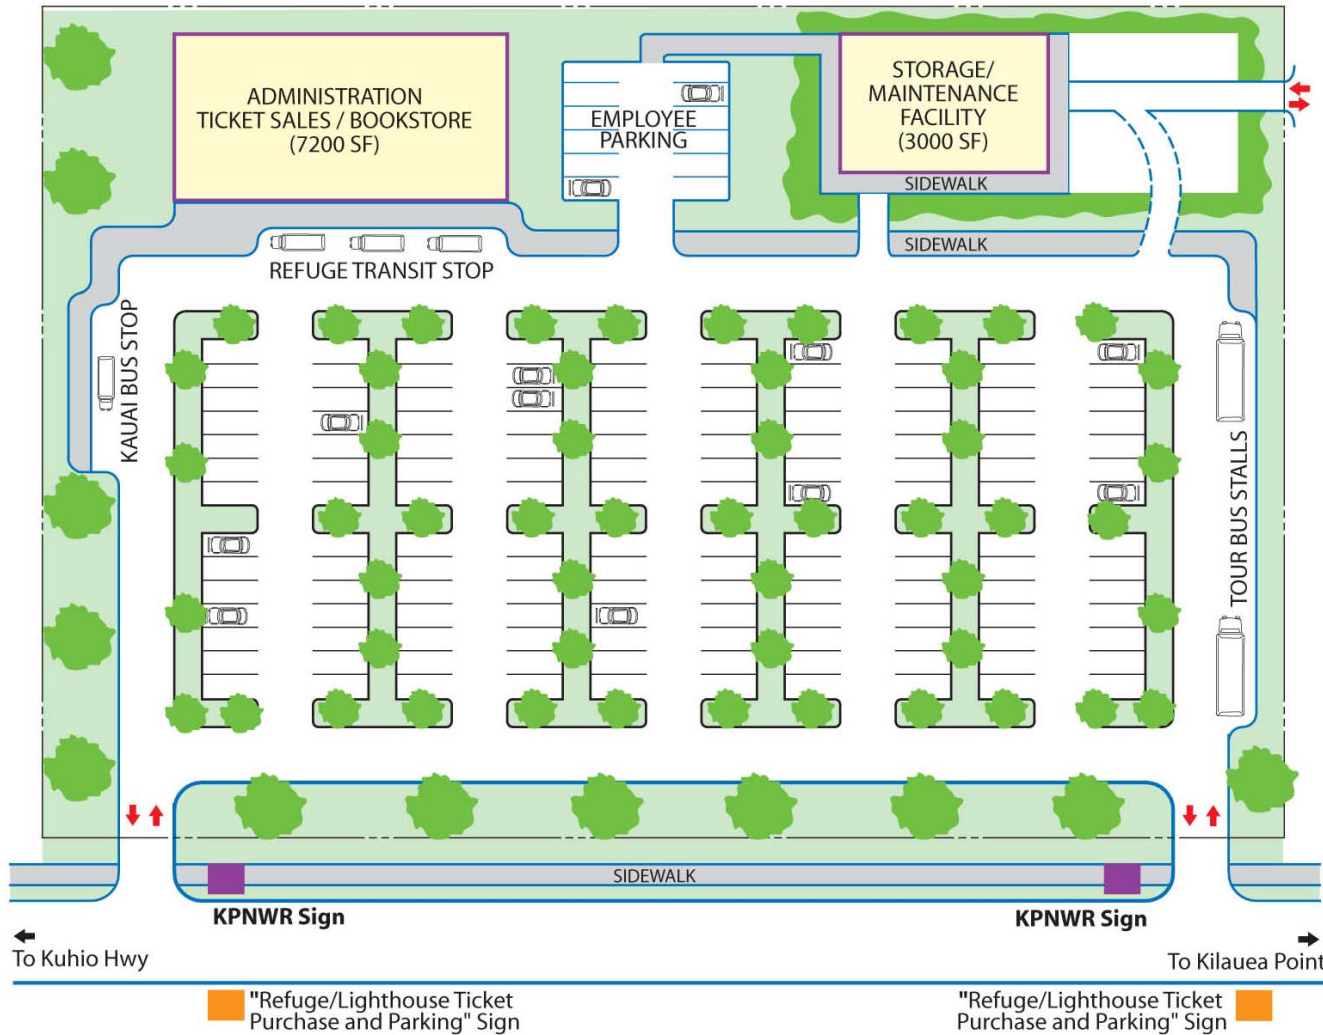 ADMINISTRATION
TICKET SALES / BOOKSTORE
(7200 SF)
EMPLOYEE
PARKING
STORAGE/
MAINTENANCE
FACILITY
(3000 SF)
SIDEWALK
SIDEWALK
REFUGE TRANSIT STOP
KAUAI BUS STOP
TOUR BUS STALLS
SIDEWALK
KPNWR Sign
KPNWR Sign
To Kuhio Hwy
To Kilauea Point
"Refuge/Lighthouse Ticket
Purchase and Parking" Sign
"Refuge/Lighthouse Ticket
Purchase and Parking" Sign